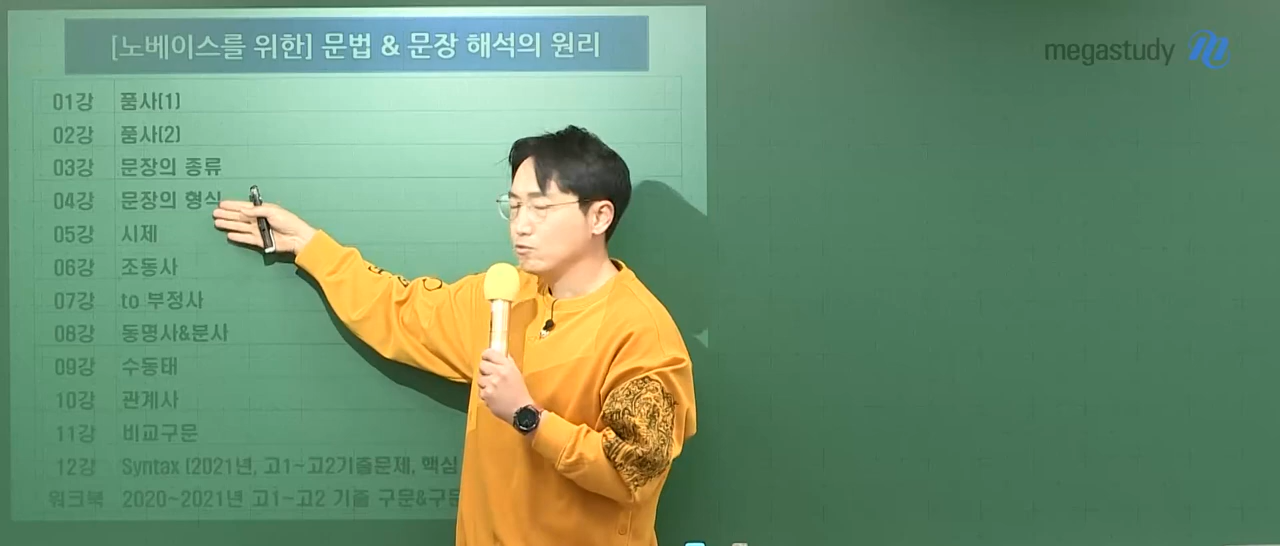 [노베이스를 위한] 문법 & 문장 해석의 원리
megastudy
01강 품사(1)
02강 품사(2)
03강 문장의 종류
04강 문장의 형식
05강 시제
06강 조동사
07강 to 부정사
08강 동명사&분사
09강 수동태
10강 관계사
11강 비교구문
12강 Syntax (2021년, 고1~고2기출문제, 핵심
워크북 2020~2021년 고1~고2 기출 구문&구문